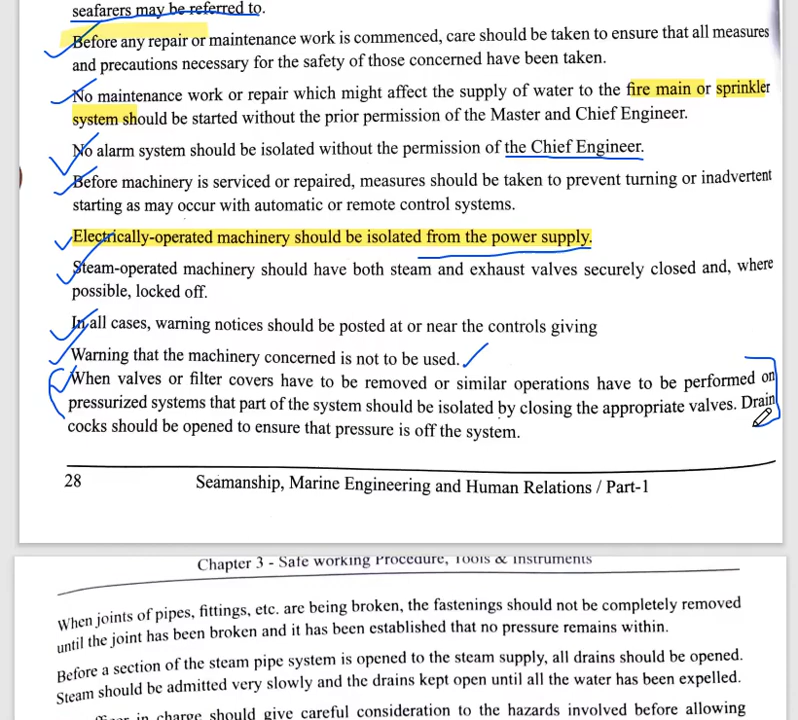 seafarers may be referred to.
Before any repair or maintenance work is commenced, care should be taken to ensure that all measures
and precautions necessary for the safety of those concerned have been taken.
No maintenance work or repair which might affect the supply of water to the fire main or sprinkler
system should be started without the prior permission of the Master and Chief Engineer.
No alarm system should be isolated without the permission of the Chief Engineer.
Before machinery is serviced or repaired, measures should be taken to prevent turning or inadvertent
starting as may occur with automatic or remote control systems.
Electrically-operated machinery should be isolated from the power supply.
Steam-operated machinery should have both steam and exhaust valves securely closed and, where
possible, locked off.
In all cases, warning notices should be posted at or near the controls giving
Warning that the machinery concerned is not to be used.
When valves or filter covers have to be removed or similar operations have to be performed on
pressurized systems that part of the system should be isolated by closing the appropriate valves. Drain
cocks should be opened to ensure that pressure is off the system.
28 Seamanship, Marine Engineering and Human Relations / Part-1
Chapter 3 - Safe working Procedure, Tools & Instruments
When joints of pipes, fittings, etc. are being broken, the fastenings should not be completely removed
until the joint has been broken and it has been established that no pressure remains within.
Before a section of the steam pipe system is opened to the steam supply, all drains should be opened.
Steam should be admitted very slowly and the drains kept open until all the water has been expelled.
in charge should give careful consideration to the hazards involved before allowing